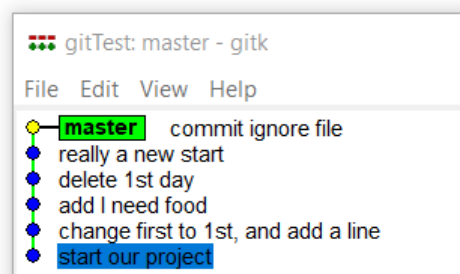 gitTest: master - gitk
File Edit View Help
master commit ignore file
really a new start
delete 1st day
add I need food
change first to 1st, and add a line
start our project